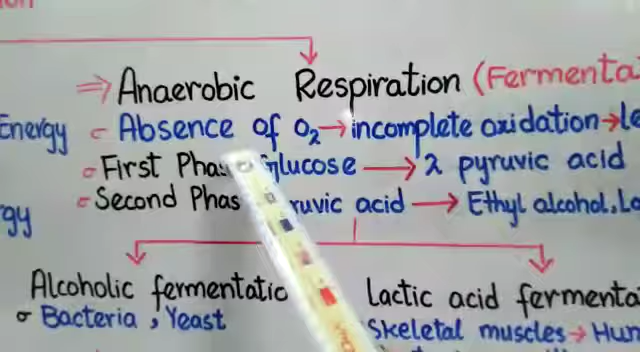 ⇒ Anaerobic Respiration (Fermenta
Energy Absence of O₂ → incomplete oxidation → le
First Phas Glucose → 2 pyruvic acid
Second Phas ruvic acid → Ethyl alcohol, La
gy
Alcoholic fermentatio Lactic acid fermenta
Bacteria, Yeast Skeletal muscles → Hum